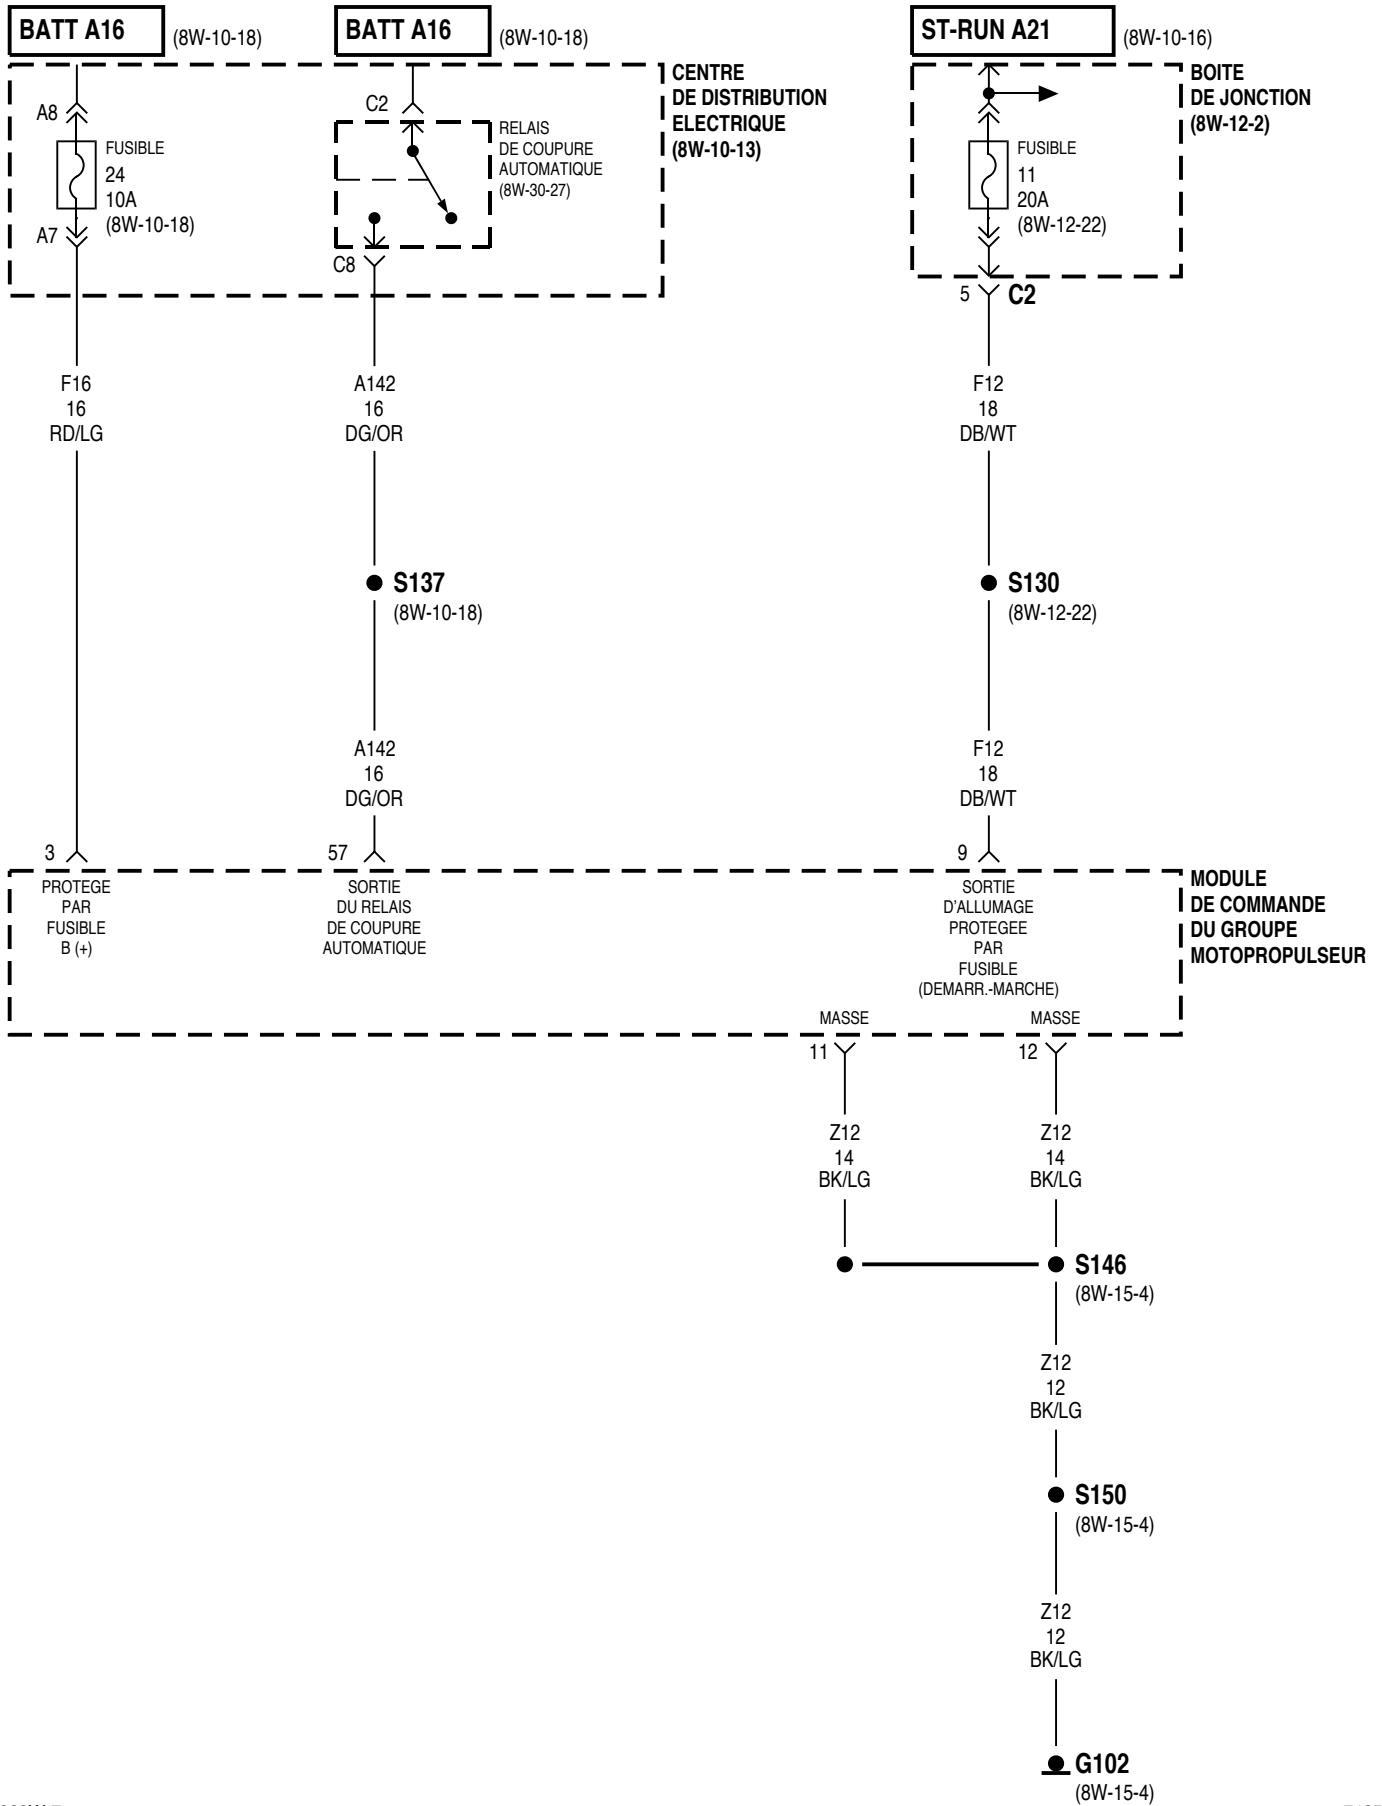 BATT A16
(8W-10-18)
BATT A16
(8W-10-18)
ST-RUN A21
(8W-10-16)
CENTRE
DE DISTRIBUTION
ELECTRIQUE
(8W-10-13)
BOITE
DE JONCTION
(8W-12-2)
A8
FUSIBLE
24
10A
(8W-10-18)
A7
C2
RELAIS
DE COUPURE
AUTOMATIQUE
(8W-30-27)
C8
FUSIBLE
11
20A
(8W-12-22)
5
C2
F16
16
RD/LG
A142
16
DG/OR
F12
18
DB/WT
S137
(8W-10-18)
S130
(8W-12-22)
A142
16
DG/OR
F12
18
DB/WT
3
57
9
PROTEGE
PAR
FUSIBLE
B (+)
SORTIE
DU RELAIS
DE COUPURE
AUTOMATIQUE
SORTIE
D'ALLUMAGE
PROTEGEE
PAR
FUSIBLE
(DEMARR.-MARCHE)
MODULE
DE COMMANDE
DU GROUPE
MOTOPROPULSEUR
MASSE
MASSE
11
12
Z12
14
BK/LG
Z12
14
BK/LG
S146
(8W-15-4)
Z12
12
BK/LG
S150
(8W-15-4)
Z12
12
BK/LG
G102
(8W-15-4)